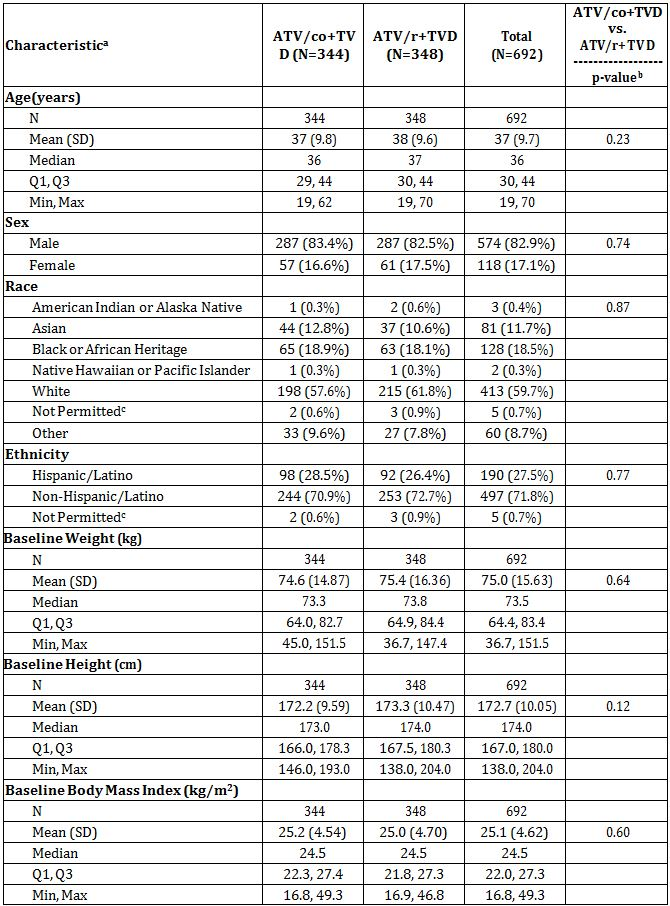 Characteristicᵃ ATV/co+TV D (N=344) ATV/r+TVD (N=348) Total (N=692) ATV/co+TVD vs. ATV/r+TVD ------------------ p-valueᵇ
Age(years)
N 344 348 692
Mean (SD) 37 (9.8) 38 (9.6) 37 (9.7) 0.23
Median 36 37 36
Q1, Q3 29, 44 30, 44 30, 44
Min, Max 19, 62 19, 70 19, 70
Sex
Male 287 (83.4%) 287 (82.5%) 574 (82.9%) 0.74
Female 57 (16.6%) 61 (17.5%) 118 (17.1%)
Race
American Indian or Alaska Native 1 (0.3%) 2 (0.6%) 3 (0.4%) 0.87
Asian 44 (12.8%) 37 (10.6%) 81 (11.7%)
Black or African Heritage 65 (18.9%) 63 (18.1%) 128 (18.5%)
Native Hawaiian or Pacific Islander 1 (0.3%) 1 (0.3%) 2 (0.3%)
White 198 (57.6%) 215 (61.8%) 413 (59.7%)
Not Permittedᶜ 2 (0.6%) 3 (0.9%) 5 (0.7%)
Other 33 (9.6%) 27 (7.8%) 60 (8.7%)
Ethnicity
Hispanic/Latino 98 (28.5%) 92 (26.4%) 190 (27.5%) 0.77
Non-Hispanic/Latino 244 (70.9%) 253 (72.7%) 497 (71.8%)
Not Permittedᶜ 2 (0.6%) 3 (0.9%) 5 (0.7%)
Baseline Weight (kg)
N 344 348 692
Mean (SD) 74.6 (14.87) 75.4 (16.36) 75.0 (15.63) 0.64
Median 73.3 73.8 73.5
Q1, Q3 64.0, 82.7 64.9, 84.4 64.4, 83.4
Min, Max 45.0, 151.5 36.7, 147.4 36.7, 151.5
Baseline Height (cm)
N 344 348 692
Mean (SD) 172.2 (9.59) 173.3 (10.47) 172.7 (10.05) 0.12
Median 173.0 174.0 174.0
Q1, Q3 166.0, 178.3 167.5, 180.3 167.0, 180.0
Min, Max 146.0, 193.0 138.0, 204.0 138.0, 204.0
Baseline Body Mass Index (kg/m²)
N 344 348 692
Mean (SD) 25.2 (4.54) 25.0 (4.70) 25.1 (4.62) 0.60
Median 24.5 24.5 24.5
Q1, Q3 22.3, 27.4 21.8, 27.3 22.0, 27.3
Min, Max 16.8, 49.3 16.9, 46.8 16.8, 49.3